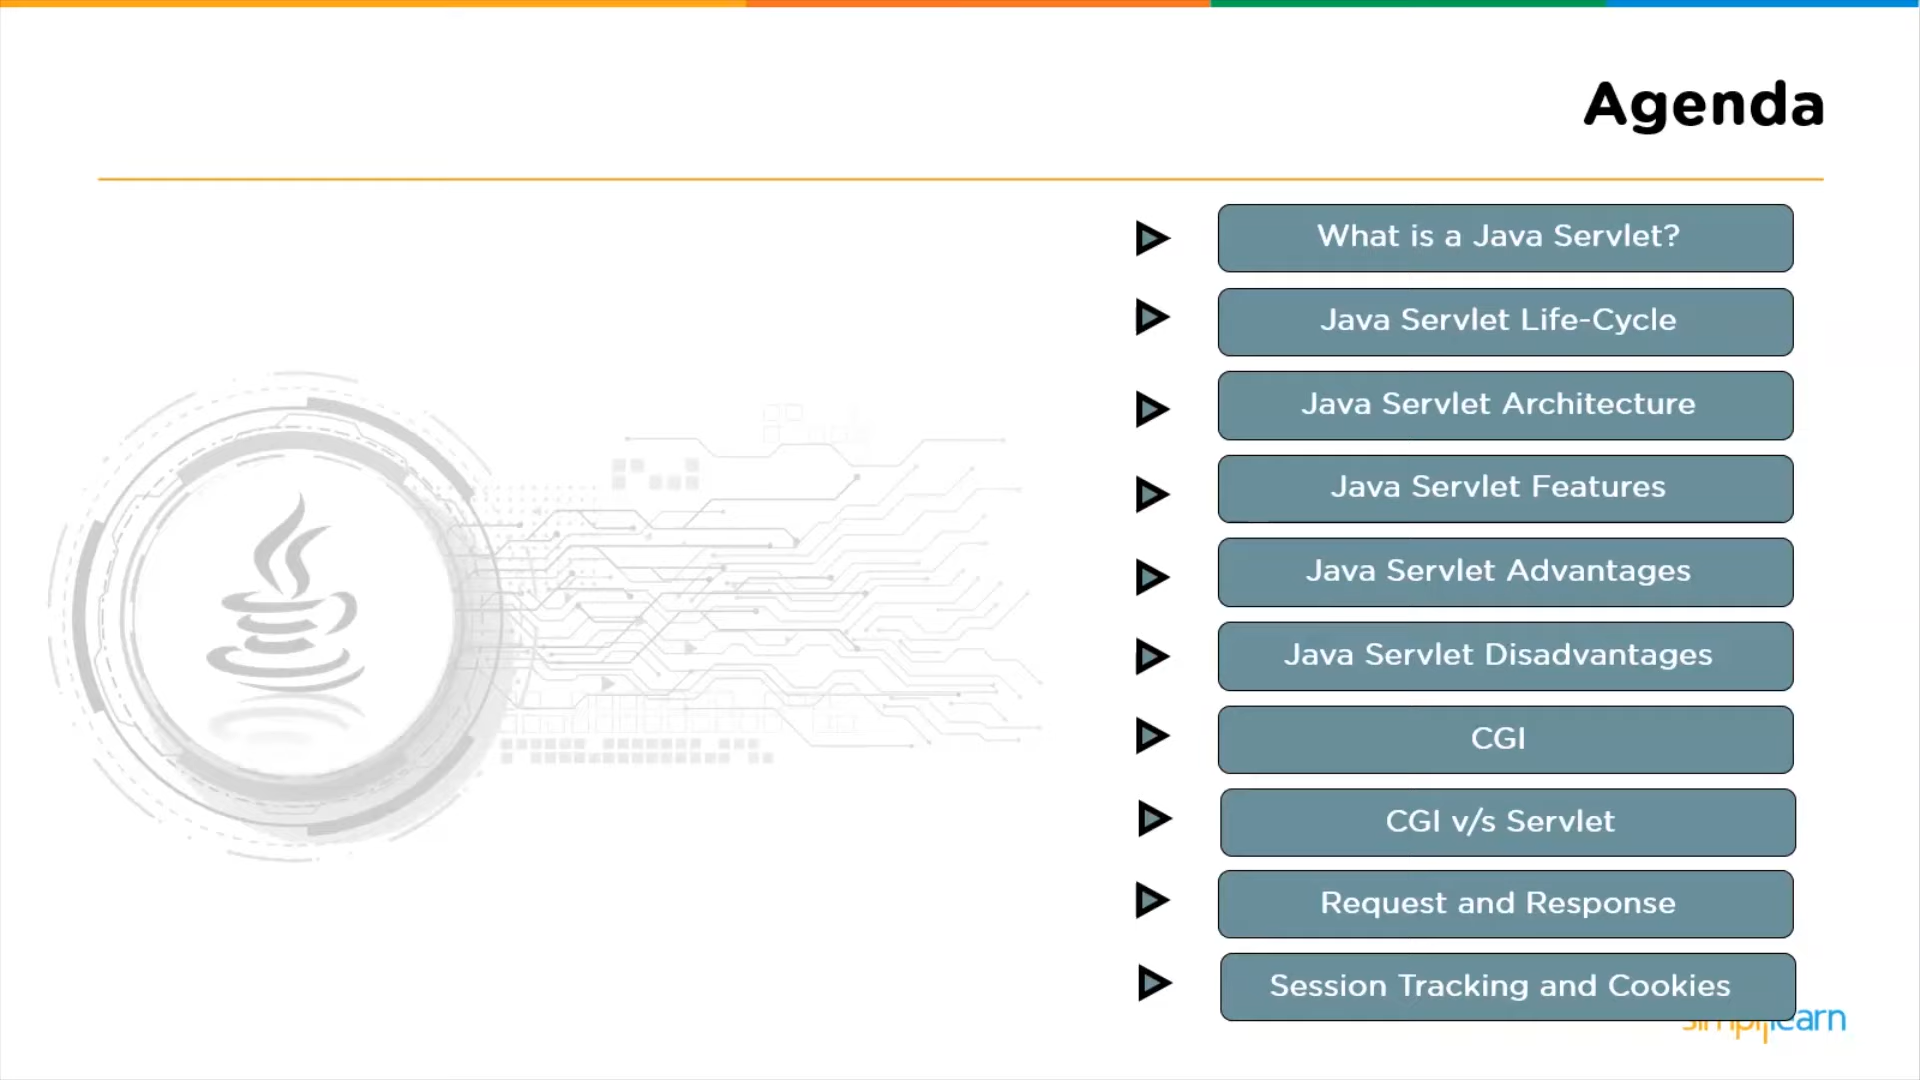 Agenda
What is a Java Servlet?
Java Servlet Life-Cycle
Java Servlet Architecture
Java Servlet Features
Java Servlet Advantages
Java Servlet Disadvantages
CGI
CGI v/s Servlet
Request and Response
Session Tracking and Cookies
simplilearn